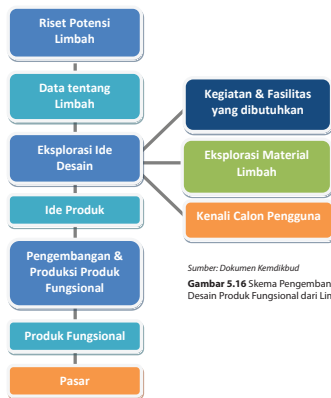 Riset Potensi
Limbah
Data tentang
Limbah
Eksplorasi Ide
Desain
Ide Produk
Pengembangan &
Produksi Produk
Fungsional
Produk Fungsional
Pasar
Kegiatan & Fasilitas
yang dibutuhkan
Eksplorasi Material
Limbah
Kenali Calon Pengguna
Sumber: Dokumen Kemdikbud
Gambar 5.16 Skema Pengemban
Desain Produk Fungsional dari Lim